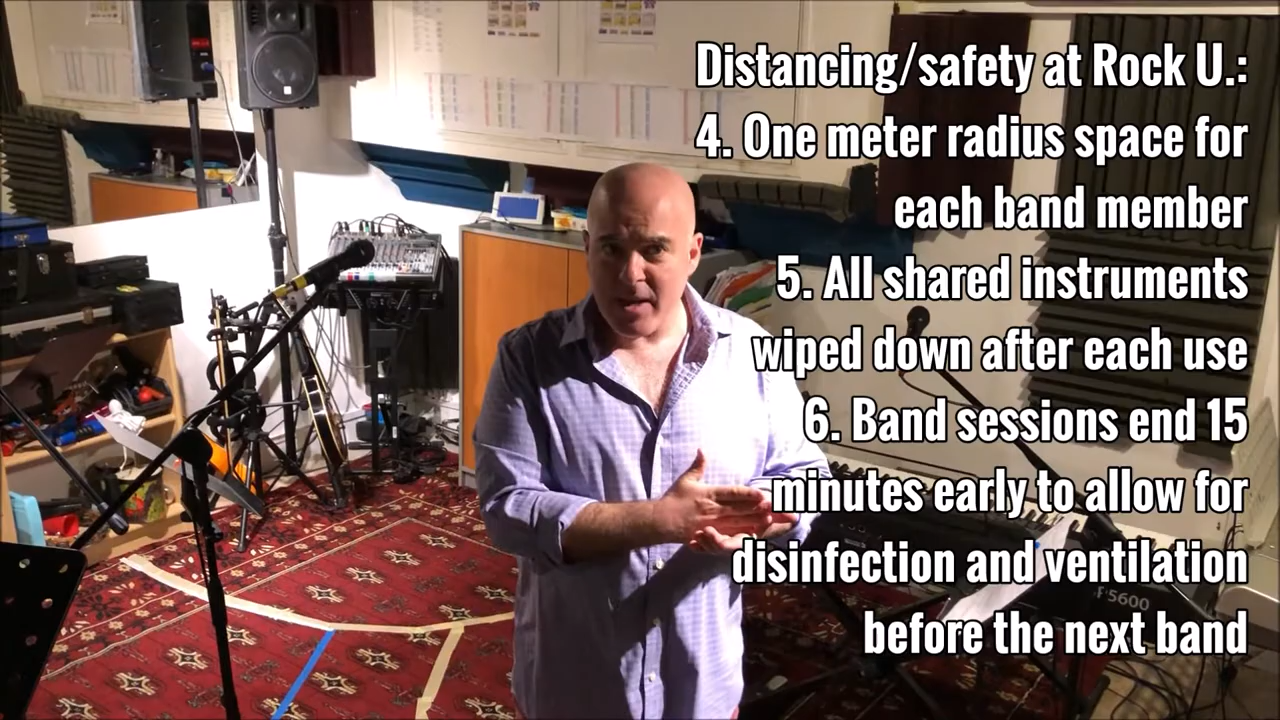 Distancing/safety at Rock U.:
4. One meter radius space for
each band member
5. All shared instruments
wiped down after each use
6. Band sessions end 15
minutes early to allow for
disinfection and ventilation
before the next band
P5600